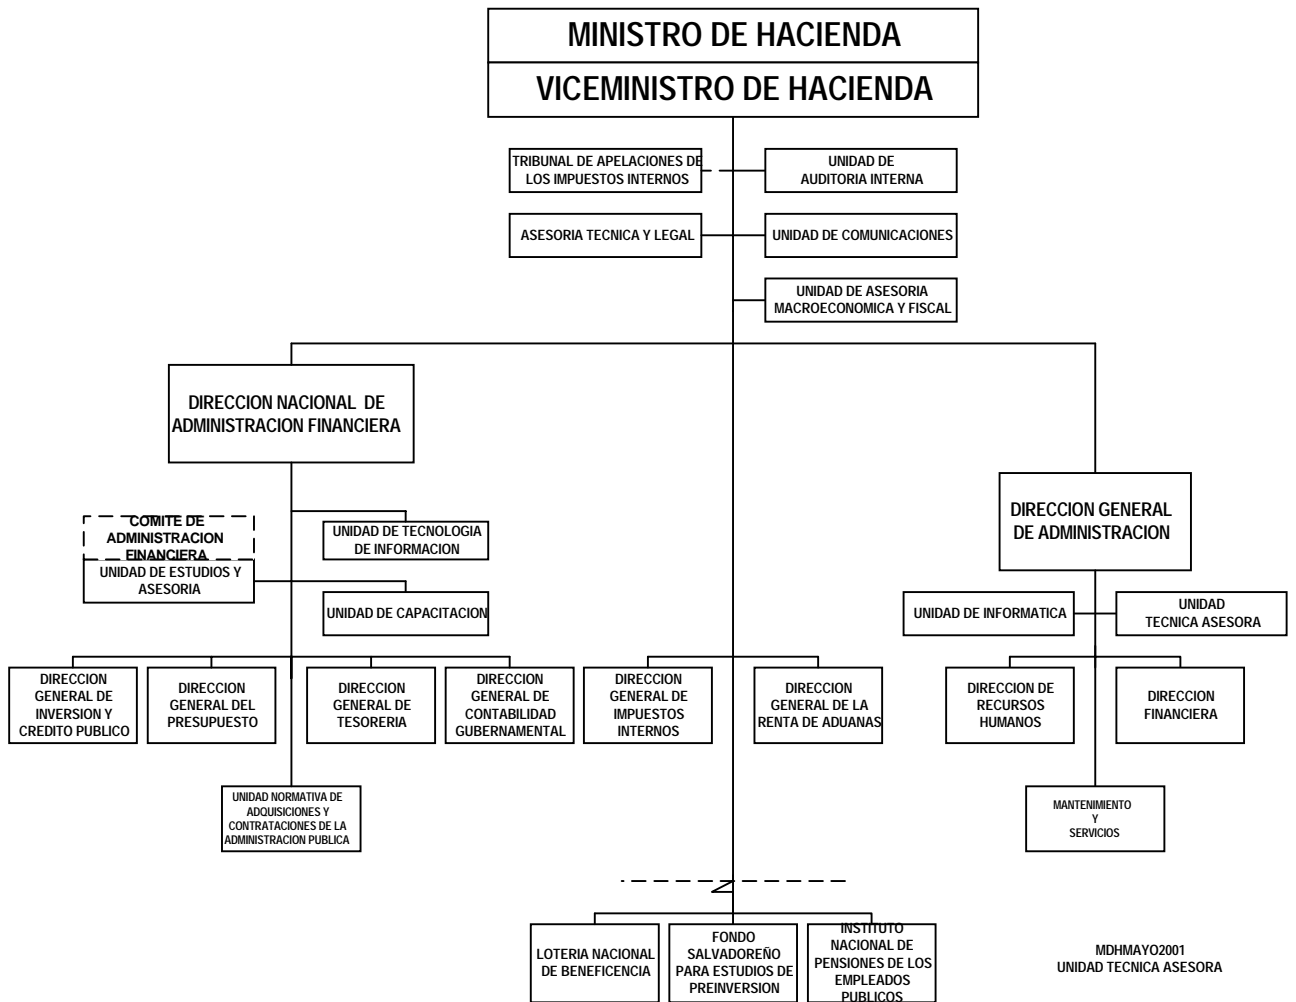 MINISTRO DE HACIENDA
VICEMINISTRO DE HACIENDA
TRIBUNAL DE APELACIONES DE
LOS IMPUESTOS INTERNOS
UNIDAD DE
AUDITORIA INTERNA
ASESORIA TECNICA Y LEGAL
UNIDAD DE COMUNICACIONES
UNIDAD DE ASESORIA
MACROECONOMICA Y FISCAL
DIRECCION NACIONAL DE
ADMINISTRACION FINANCIERA
DIRECCION GENERAL
DE ADMINISTRACION
COMITE DE
ADMINISTRACION
FINANCIERA
UNIDAD DE ESTUDIOS Y
ASESORIA
UNIDAD DE TECNOLOGIA
DE INFORMACION
UNIDAD DE CAPACITACION
UNIDAD DE INFORMATICA
UNIDAD
TECNICA ASESORA
DIRECCION
GENERAL DE
INVERSION Y
CREDITO PUBLICO
DIRECCION
GENERAL DEL
PRESUPUESTO
DIRECCION
GENERAL DE
TESORERIA
DIRECCION
GENERAL DE
CONTABILIDAD
GUBERNAMENTAL
DIRECCION
GENERAL DE
IMPUESTOS
INTERNOS
DIRECCION
GENERAL DE LA
RENTA DE ADUANAS
DIRECCION DE
RECURSOS
HUMANOS
DIRECCION
FINANCIERA
UNIDAD NORMATIVA DE
ADQUISICIONES Y
CONTRATACIONES DE LA
ADMINISTRACION PUBLICA
MANTENIMIENTO
Y
SERVICIOS
LOTERIA NACIONAL
DE BENEFICENCIA
FONDO
SALVADOREÑO
PARA ESTUDIOS DE
PREINVERSION
INSTITUTO
NACIONAL DE
PENSIONES DE LOS
EMPLEADOS
PUBLICOS
MDHMAYO2001
UNIDAD TECNICA ASESORA